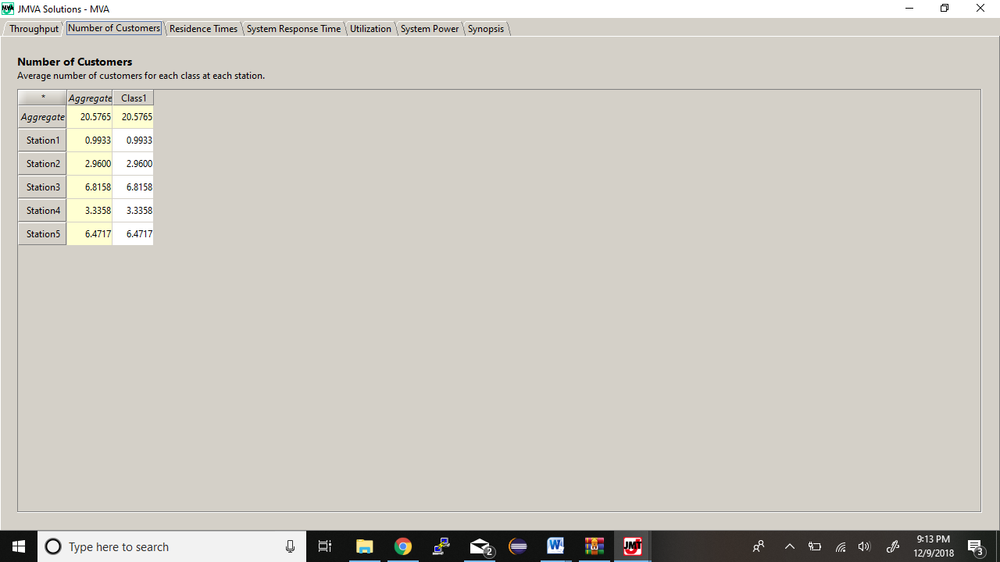 JMVA Solutions - MVA
Throughput Number of Customers Residence Times System Response Time Utilization System Power Synopsis
Number of Customers
Average number of customers for each class at each station.
* Aggregate Class1
Aggregate 20.5765 20.5765
Station1 0.9933 0.9933
Station2 2.9600 2.9600
Station3 6.8158 6.8158
Station4 3.3358 3.3358
Station5 6.4717 6.4717
Type here to search
2
W
JMT
9:13 PM
12/9/2018
3